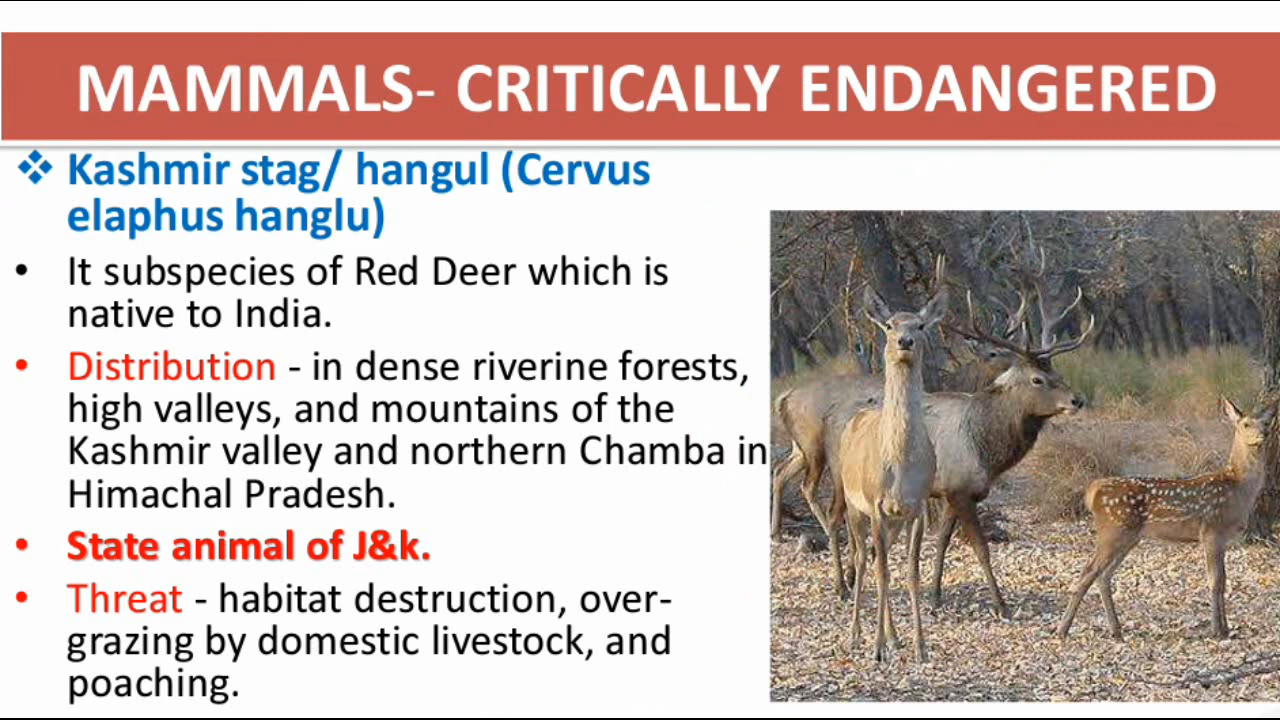 MAMMALS- CRITICALLY ENDANGERED
❖ Kashmir stag/ hangul (Cervus
elaphus hanglu)
• It subspecies of Red Deer which is
native to India.
• Distribution - in dense riverine forests,
high valleys, and mountains of the
Kashmir valley and northern Chamba in
Himachal Pradesh.
• State animal of J&k.
• Threat - habitat destruction, over-
grazing by domestic livestock, and
poaching.